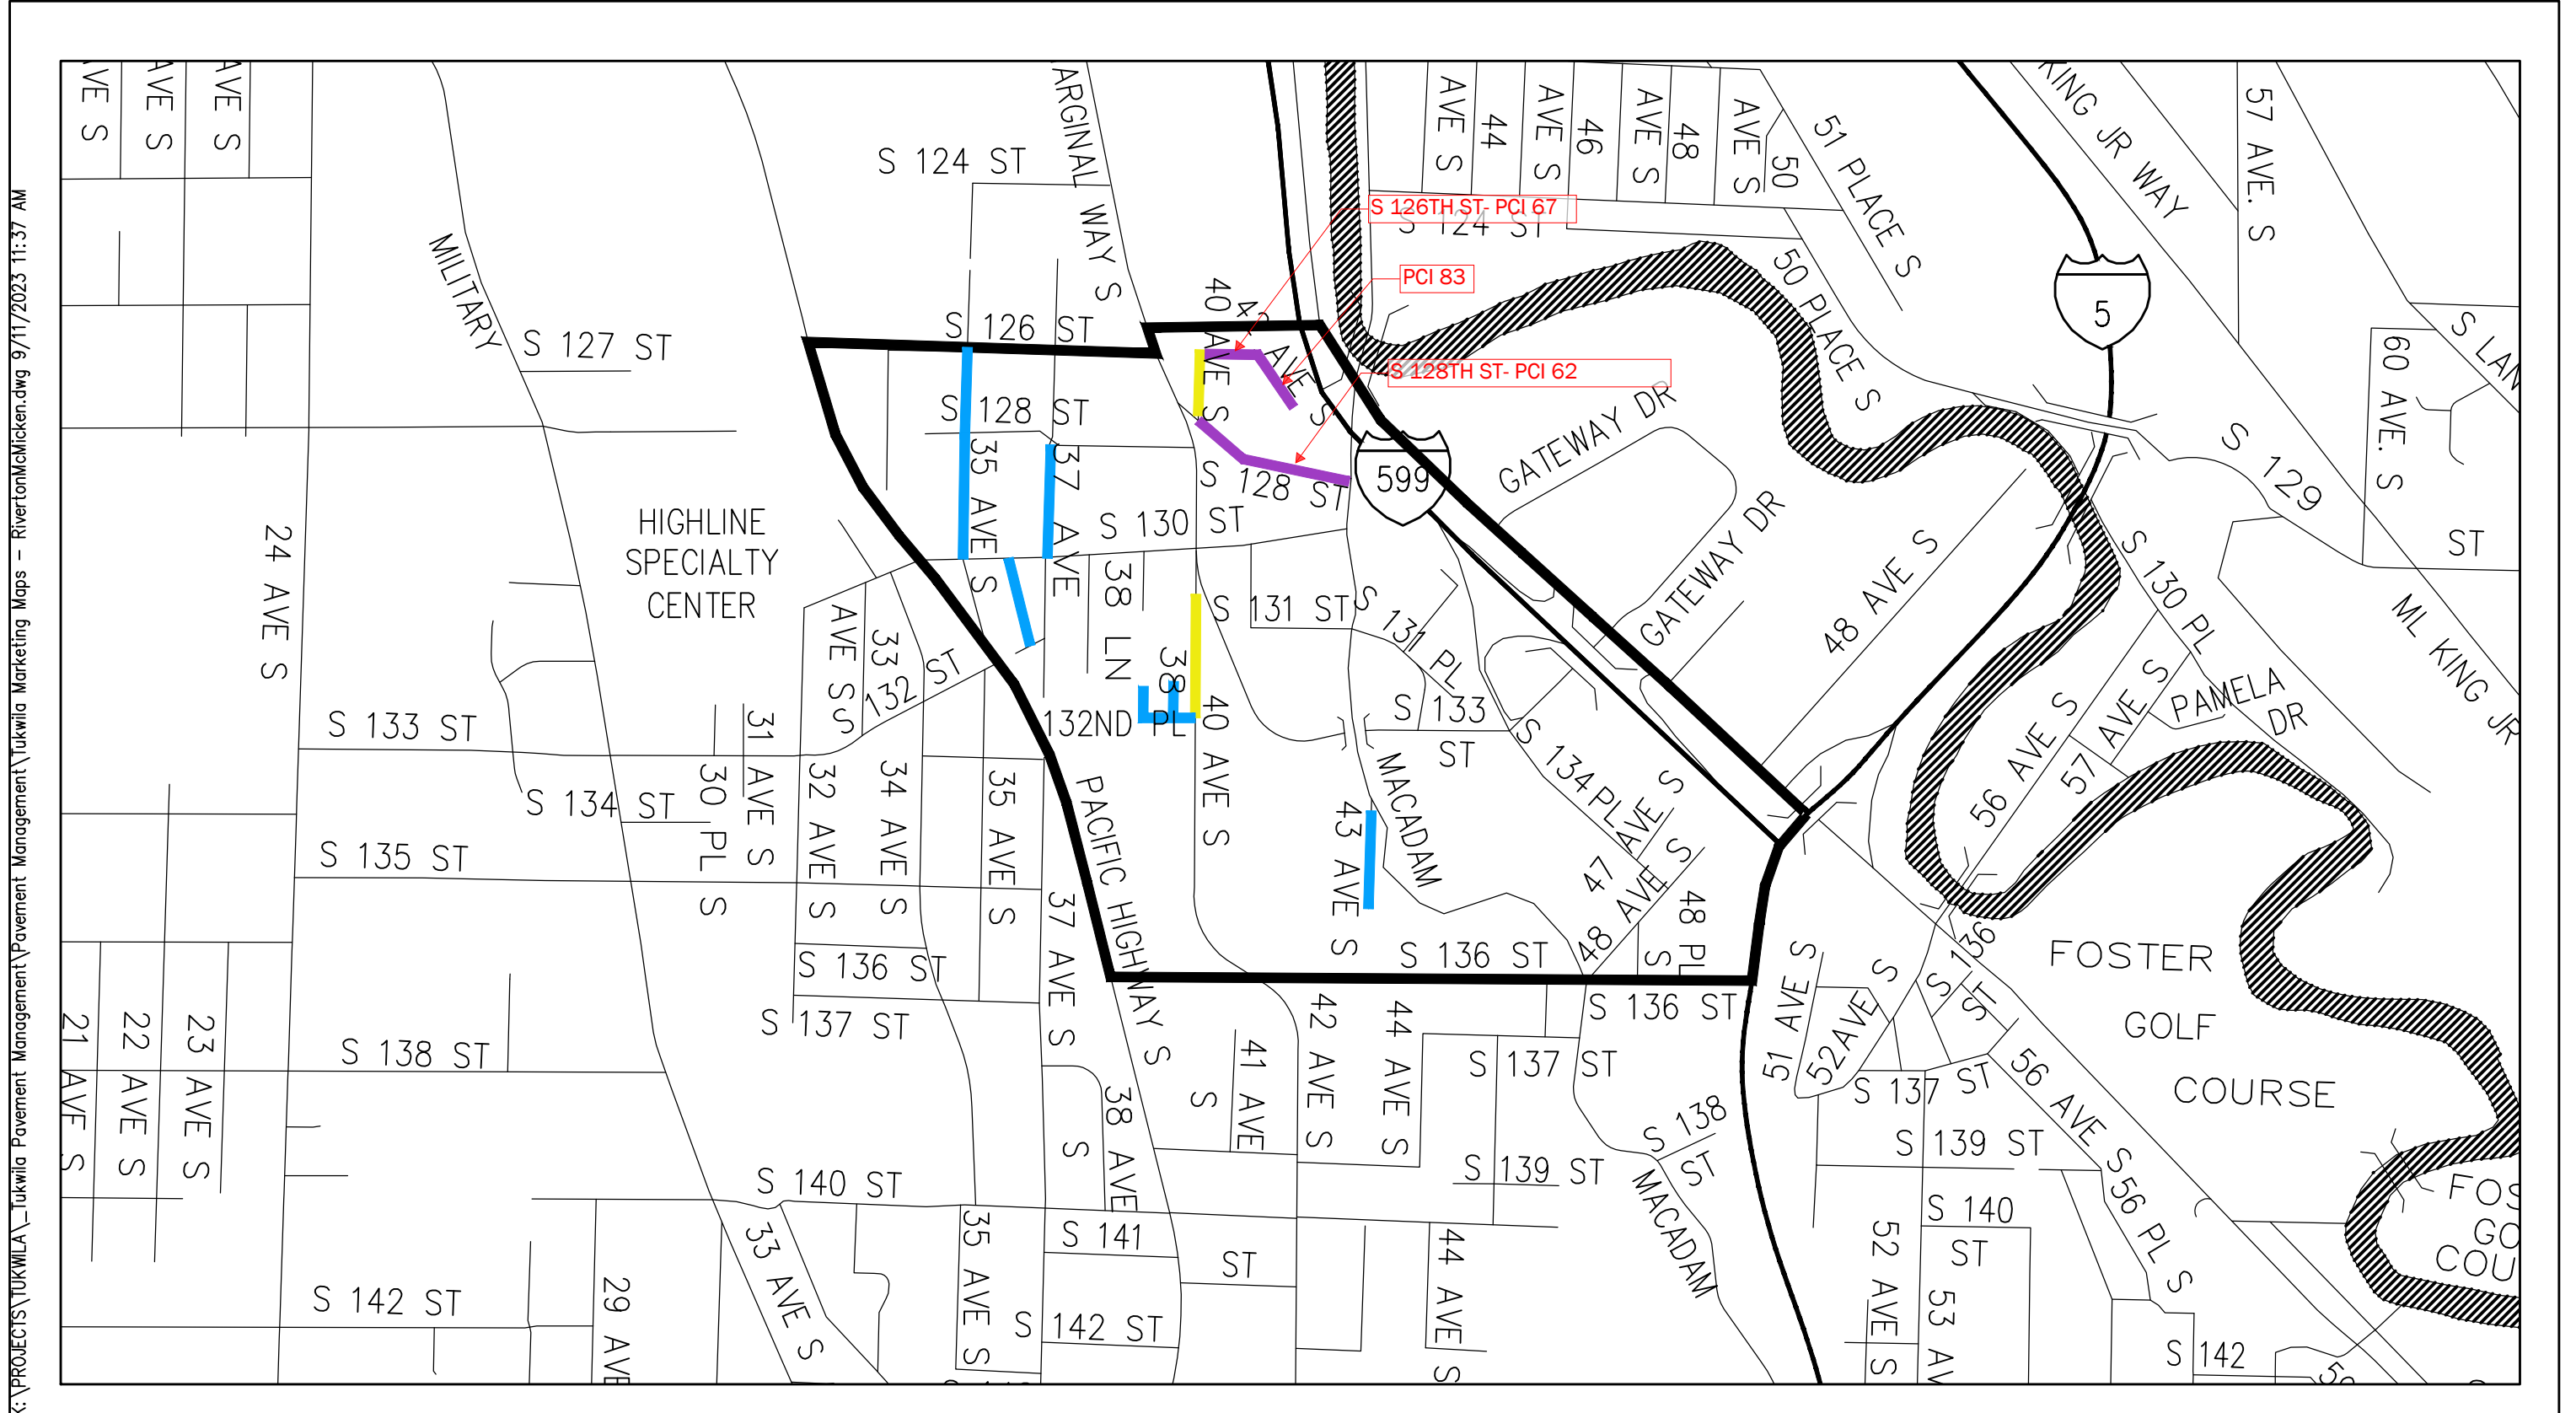 K:\PROJECTS\TUKWILA\_Tukwila Pavement Management\Pavement Management\Tukwila Marketing Maps - RivertonMcMicken.dwg 9/11/2023 11:37 AM
AVE S
AVE S
AVE S
MILITARY
S 124 ST
ARGINAL WAY S
AVE S
44
AVE S
46
AVE S
48
AVE S
50
51 PLACE S
KING JR WAY
57 AVE. S
S 126TH ST- PCI 67
S 124 ST
PCI 83
S 127 ST
S 126 ST
40 AVE S
42 AVE S
50 PLACE S
5
S LAN
60 AVE. S
S 128TH ST- PCI 62
S 128 ST
GATEWAY DR
S 129 ST
24 AVE S
HIGHLINE
SPECIALTY
CENTER
35 AVE S
37 AVE
S 128 ST
599
S 130 ST
GATEWAY DR
48 AVE S
S 130 PL
ML KING JR
38 LN
S 131 ST
S 131 PL
AVE S
33
S 132 ST
38
132ND PL
40 AVE S
S 133
ST
S 134 PL
56 AVE S
57 AVE S
PAMELA
DR
S 133 ST
31 AVE S
30 PL S
S 134 ST
32 AVE S
34 AVE S
35 AVE S
PACIFIC HIGHWAY S
43 AVE S
MACADAM
47 AVE S
48 AVE S
48 PL
S
S 135 ST
37 AVE S
S 136 ST
S 136 ST
S 136 ST
51 AVE S
52AVE S
S 136
ST
FOSTER
GOLF
COURSE
21 AVE S
22 AVE S
23 AVE S
S 138 ST
S 137 ST
38 AVE
S
41 AVE
S
42 AVE S
44 AVE S
S 137 ST
S 137 ST
56 AVE S
S 138
ST
S 139 ST
S 139 ST
56 PL S
FOS
GO
COU
S 140 ST
MACADAM
S 140
ST
33 AVE S
35 AVE S
S 141
ST
44 AVE S
52 AVE S
53 AV
S 142 ST
29 AVE
S 142 ST
S 142